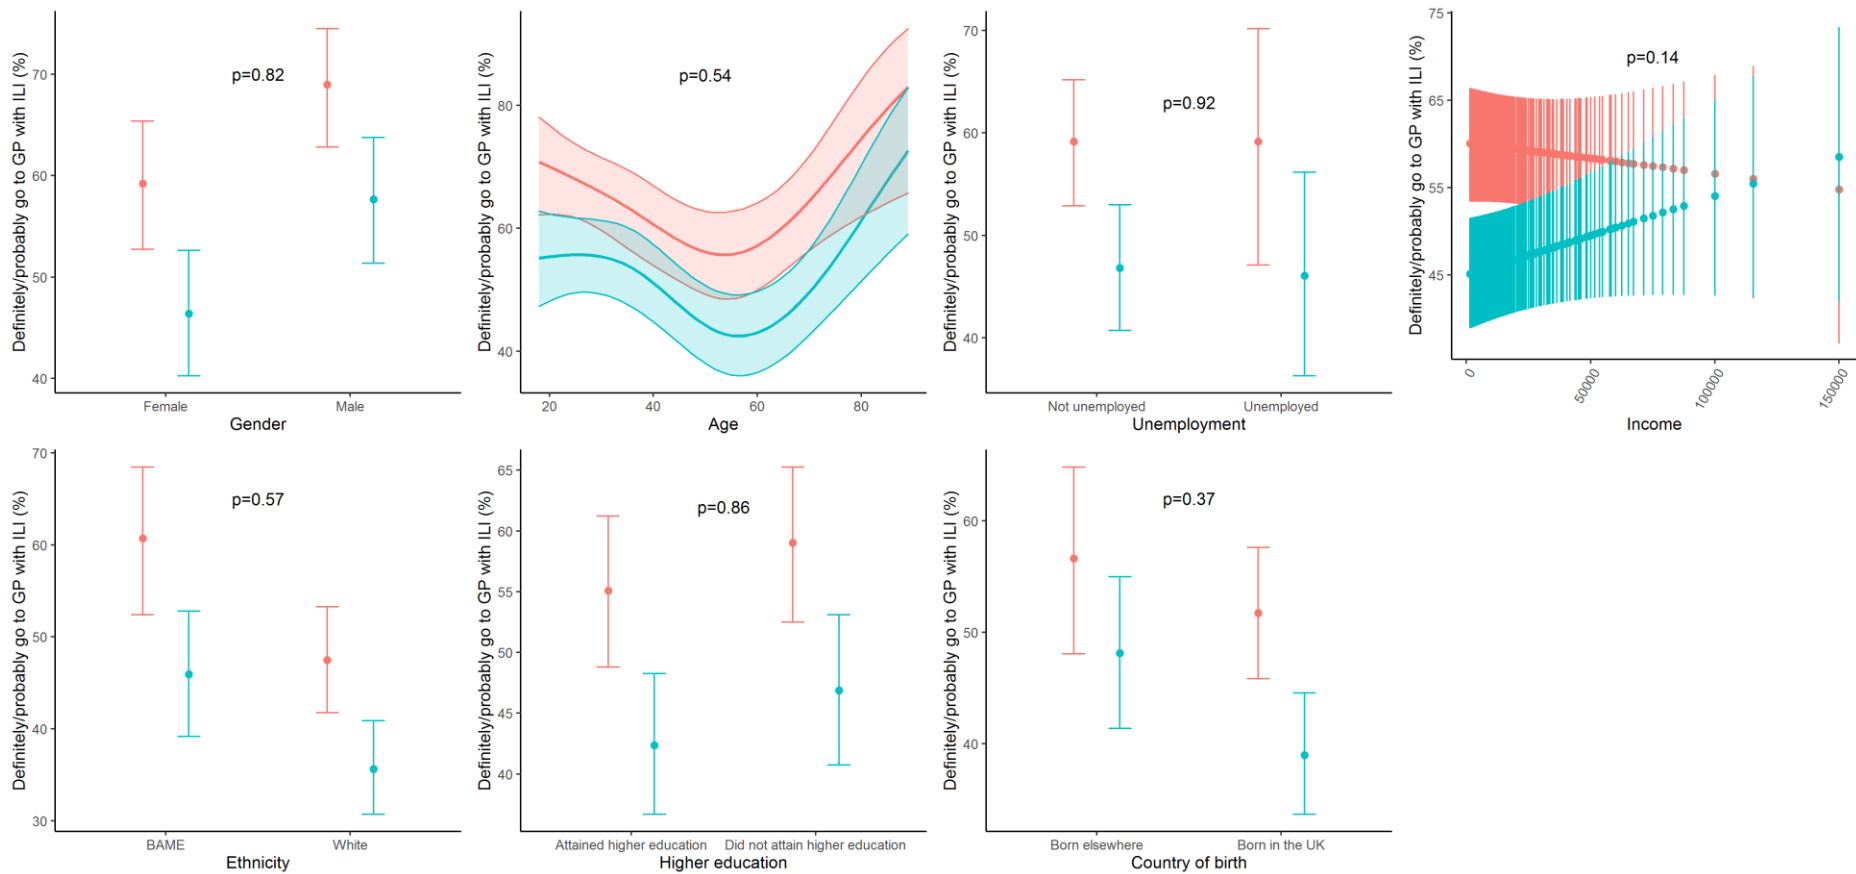 Definitely/probably go to GP with ILI (%)
70
60
50
40
p=0.82
Female
Male
Gender
Definitely/probably go to GP with ILI (%)
80
60
40
p=0.54
20
40
60
80
Age
Definitely/probably go to GP with ILI (%)
70
60
50
40
p=0.92
Not unemployed
Unemployed
Unemployment
Definitely/probably go to GP with ILI (%)
75
65
55
45
p=0.14
0
50000
100000
150000
Income
Definitely/probably go to GP with ILI (%)
70
60
50
40
30
p=0.57
BAME
White
Ethnicity
Definitely/probably go to GP with ILI (%)
65
60
55
50
45
40
p=0.86
Attained higher education
Did not attain higher education
Higher education
Definitely/probably go to GP with ILI (%)
60
50
40
p=0.37
Born elsewhere
Born in the UK
Country of birth